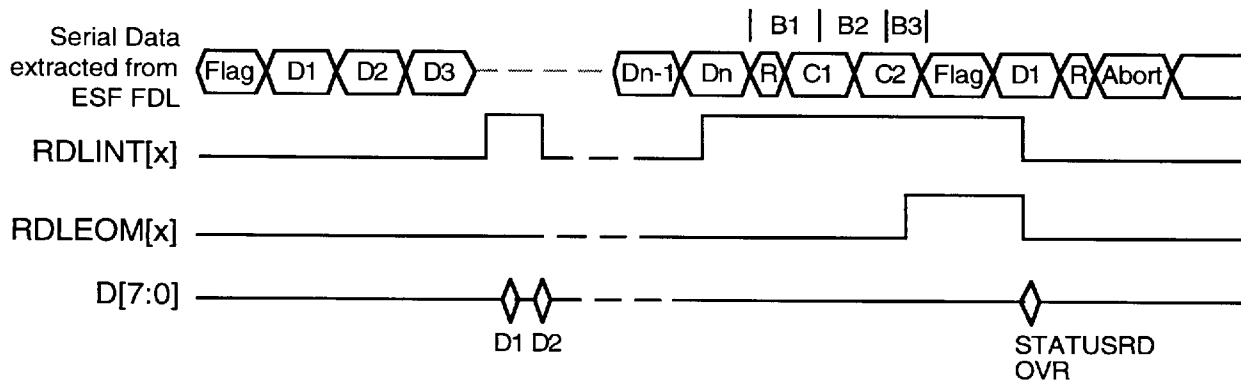 B1 B2 B3
Serial Data
extracted from
ESF FDL
Flag D1 D2 D3 Dn-1 Dn R C1 C2 Flag D1 R Abort
RDLINT[x]
RDLEOM[x]
D[7:0]
D1 D2
STATUSRD
OVR